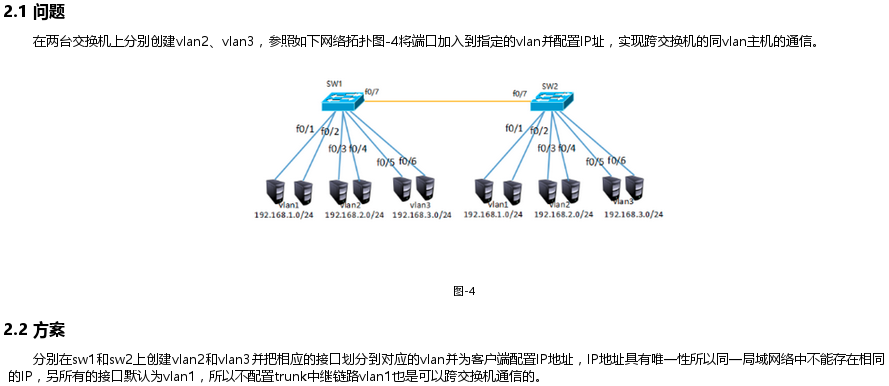 2.1 问题
在两台交换机上分别创建vlan2、vlan3，参照如下网络拓扑图-4将端口加入到指定的vlan并配置IP址，实现跨交换机的同vlan主机的通信。
SW1
f0/7
f0/7
SW2
f0/1
f0/2
f0/3
f0/4
f0/5
f0/6
f0/1
f0/2
f0/3
f0/4
f0/5
f0/6
vlan1
vlan2
vlan3
vlan1
vlan2
vlan3
192.168.1.0/24
192.168.2.0/24
192.168.3.0/24
192.168.1.0/24
192.168.2.0/24
192.168.3.0/24
图-4
2.2 方案
分别在sw1和sw2上创建vlan2和vlan3并把相应的接口划分到对应的vlan并为客户端配置IP地址，IP地址具有唯一性所以同一局域网络中不能存在相同
的IP，另所有的接口默认为vlan1，所以不配置trunk中继链路vlan1也是可以跨交换机通信的。